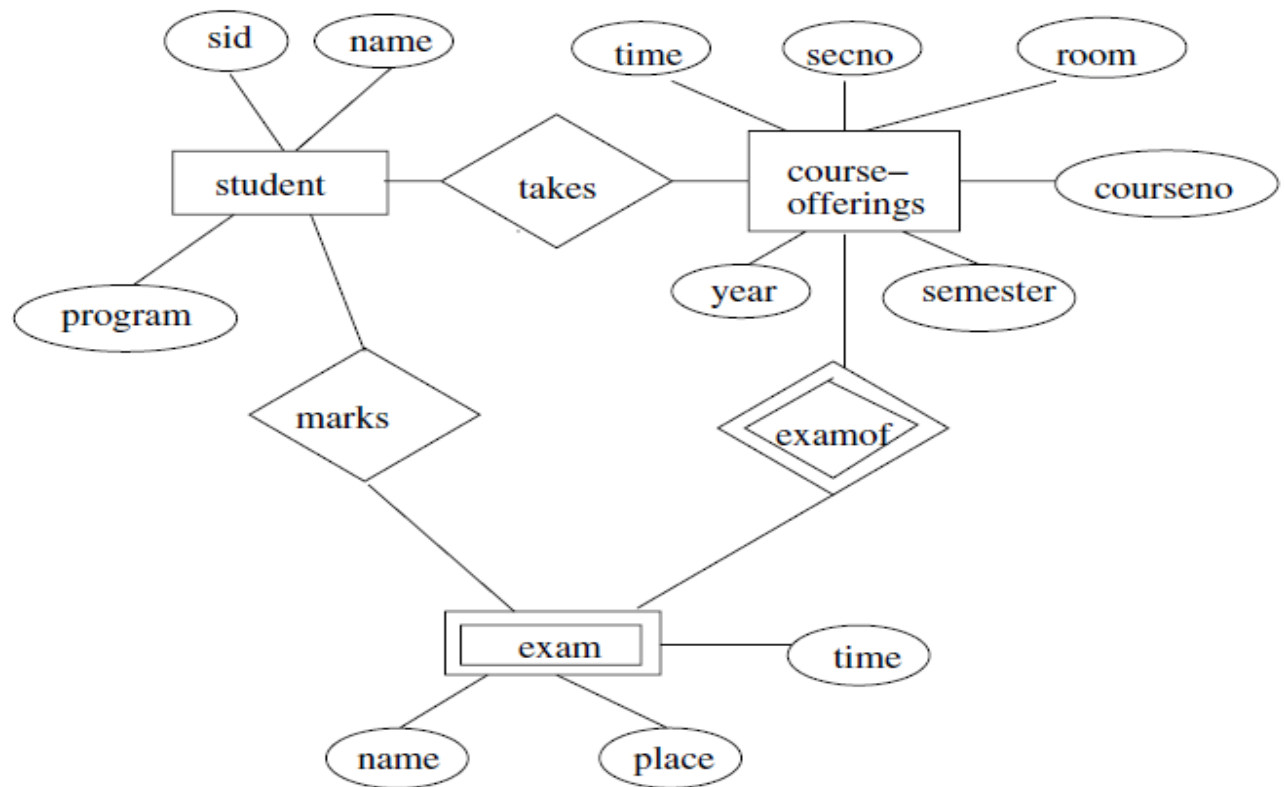 sid
name
time
secno
room
student
takes
course–
offerings
courseno
program
year
semester
marks
examof
exam
time
name
place